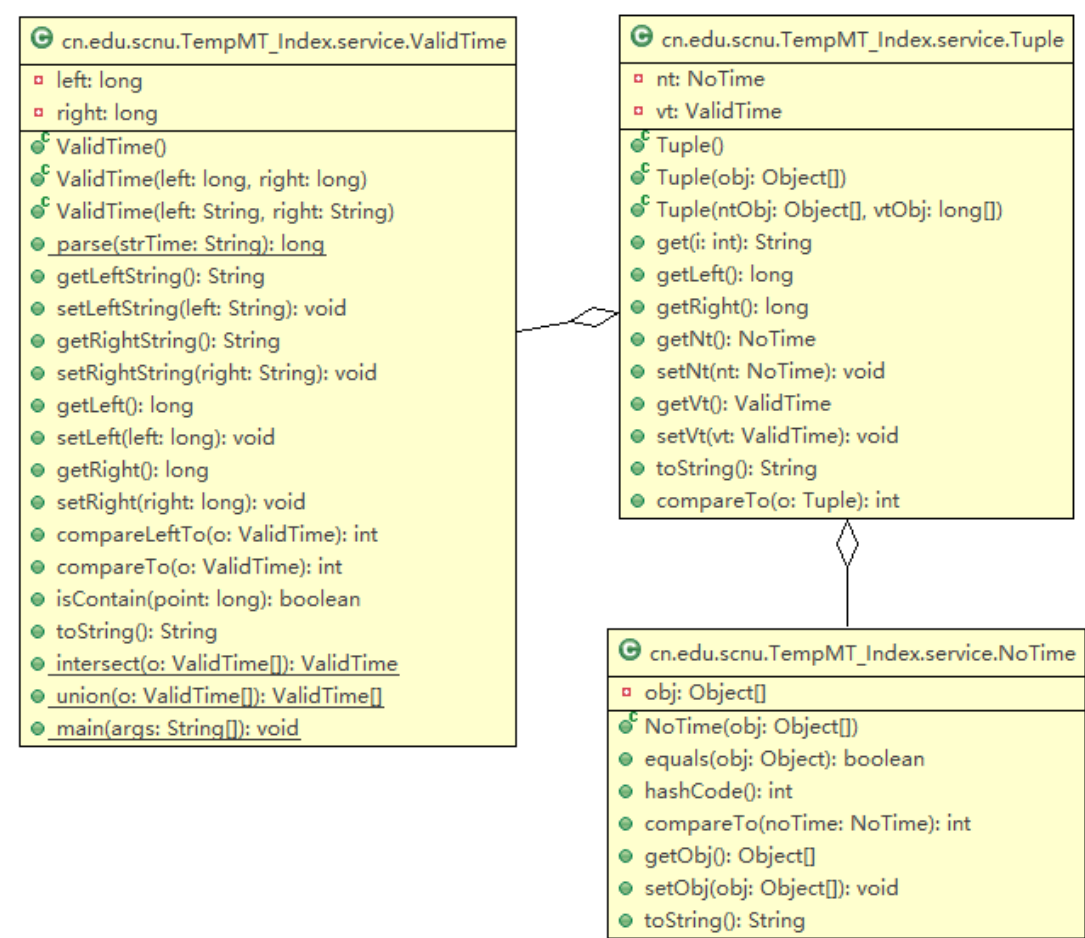 cn.edu.scnu.TempMT_Index.service.ValidTime
left: long
right: long
ValidTime()
ValidTime(left: long, right: long)
ValidTime(left: String, right: String)
parse(strTime: String): long
getLeftString(): String
setLeftString(left: String): void
getRightString(): String
setRightString(right: String): void
getLeft(): long
setLeft(left: long): void
getRight(): long
setRight(right: long): void
compareLeftTo(o: ValidTime): int
compareTo(o: ValidTime): int
isContain(point: long): boolean
toString(): String
intersect(o: ValidTime[]): ValidTime
union(o: ValidTime[]): ValidTime[]
main(args: String[]): void
cn.edu.scnu.TempMT_Index.service.Tuple
nt: NoTime
vt: ValidTime
Tuple()
Tuple(obj: Object[])
Tuple(ntObj: Object[], vtObj: long[])
get(i: int): String
getLeft(): long
getRight(): long
getNt(): NoTime
setNt(nt: NoTime): void
getVt(): ValidTime
setVt(vt: ValidTime): void
toString(): String
compareTo(o: Tuple): int
cn.edu.scnu.TempMT_Index.service.NoTime
obj: Object[]
NoTime(obj: Object[])
equals(obj: Object): boolean
hashCode(): int
compareTo(noTime: NoTime): int
getObj(): Object[]
setObj(obj: Object[]): void
toString(): String